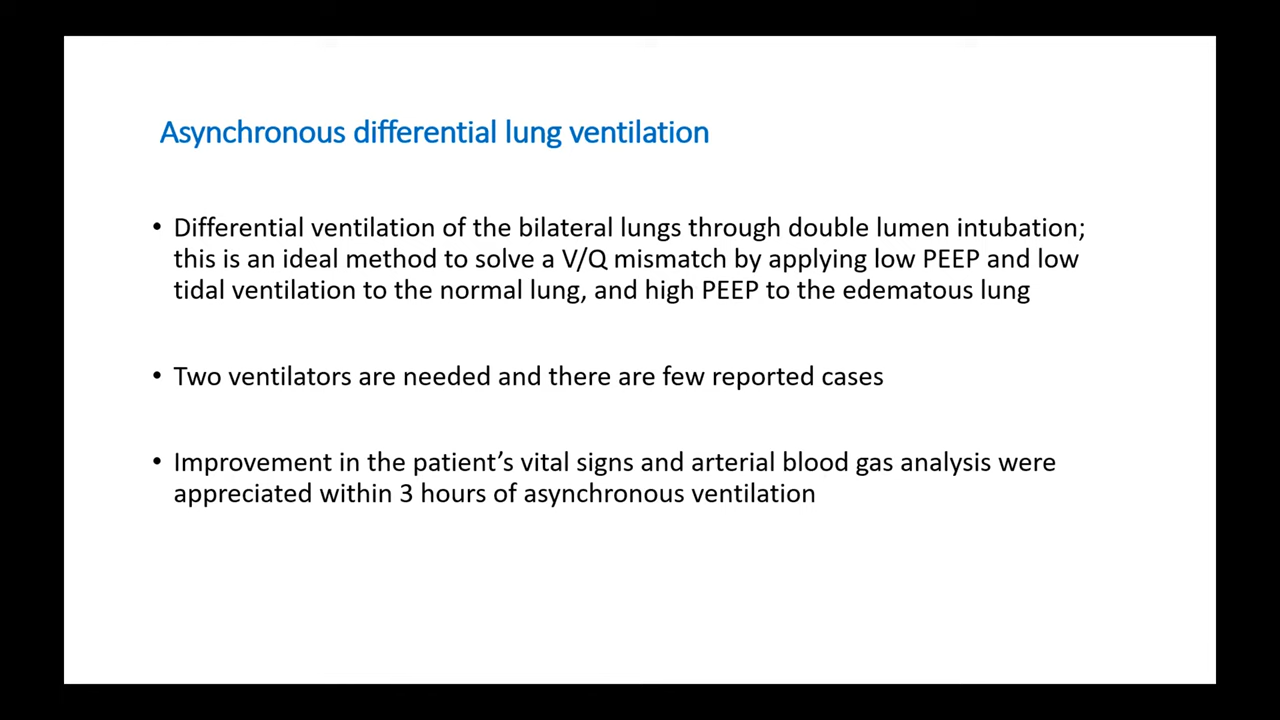 Asynchronous differential lung ventilation
• Differential ventilation of the bilateral lungs through double lumen intubation;
this is an ideal method to solve a V/Q mismatch by applying low PEEP and low
tidal ventilation to the normal lung, and high PEEP to the edematous lung
• Two ventilators are needed and there are few reported cases
• Improvement in the patient’s vital signs and arterial blood gas analysis were
appreciated within 3 hours of asynchronous ventilation